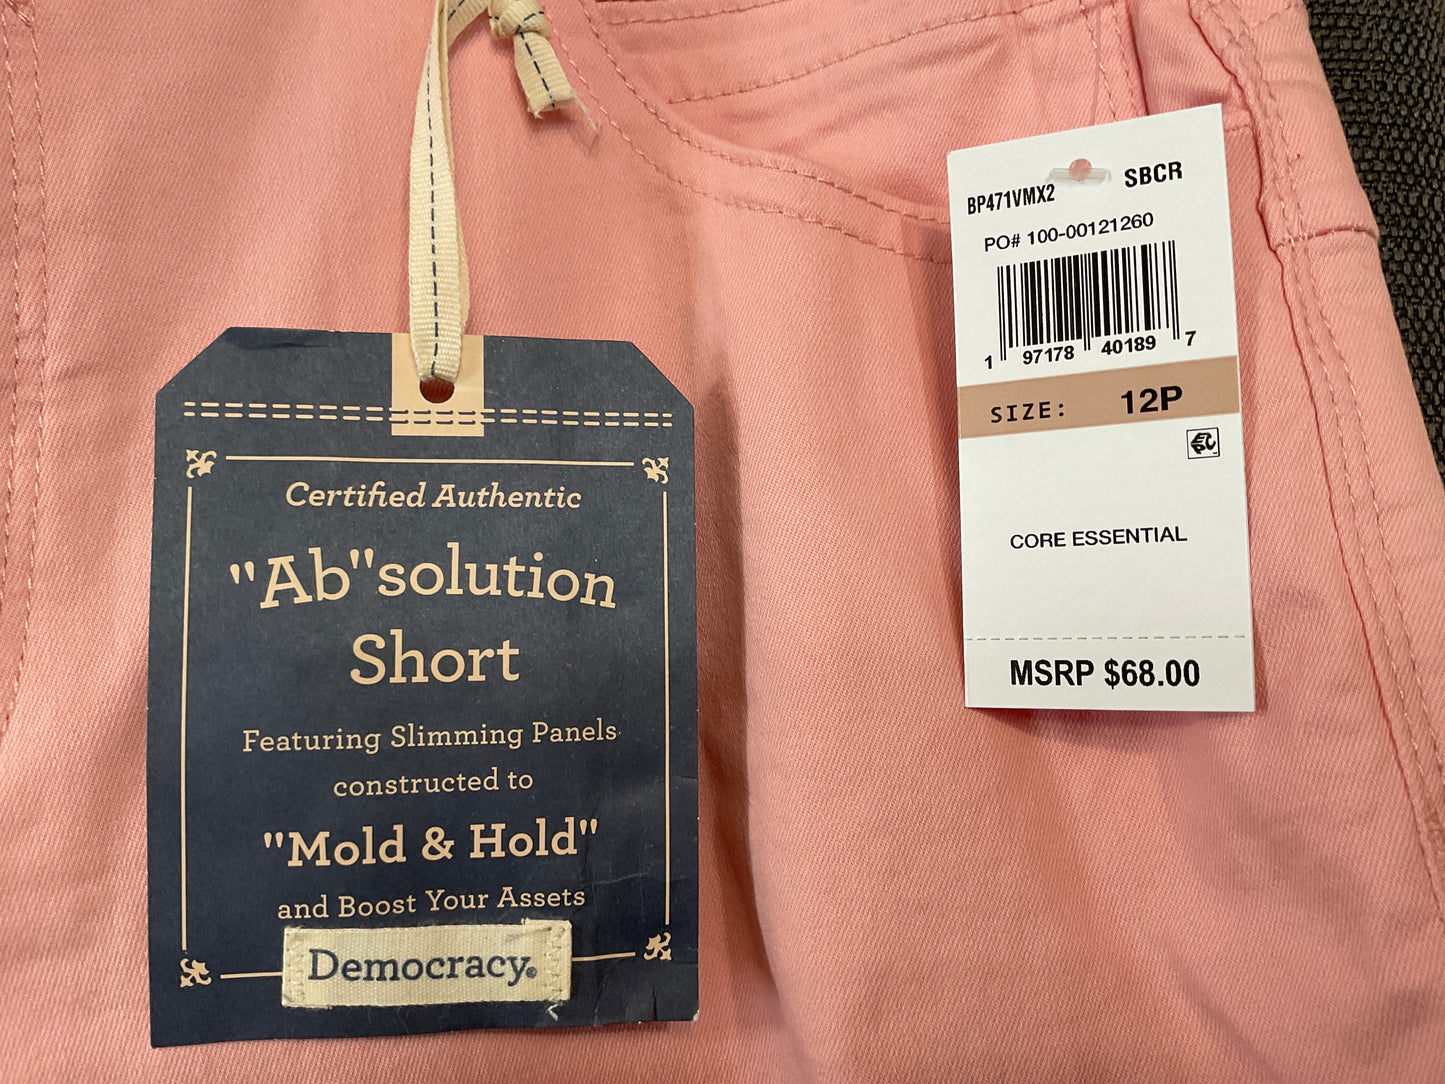 Certified Authentic
"Ab"solution
Short
Featuring Slimming Panels
constructed to
"Mold & Hold"
and Boost Your Assets
Democracy®
BP471VMX2 SBCR
PO# 100-00121260
1 97178 40189 7
SIZE: 12P
CORE ESSENTIAL
MSRP $68.00